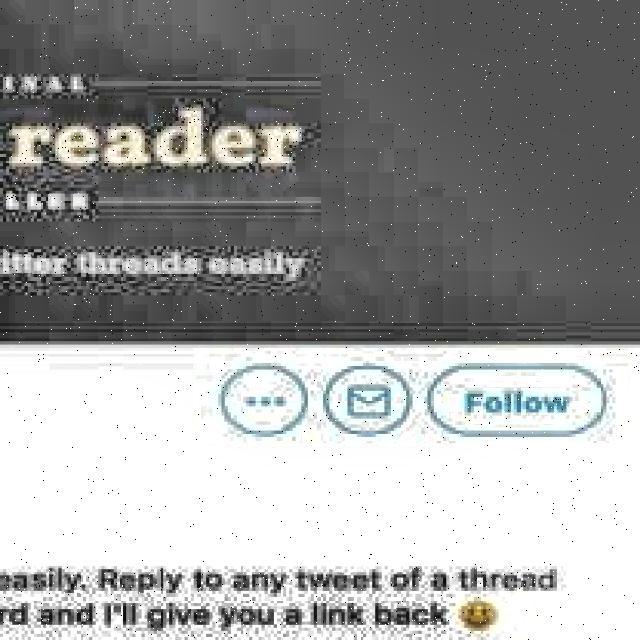 INAL
reader
LLER
itter threads easily
Follow
easily. Reply to any tweet of a thread
rd and I'll give you a link back 😀